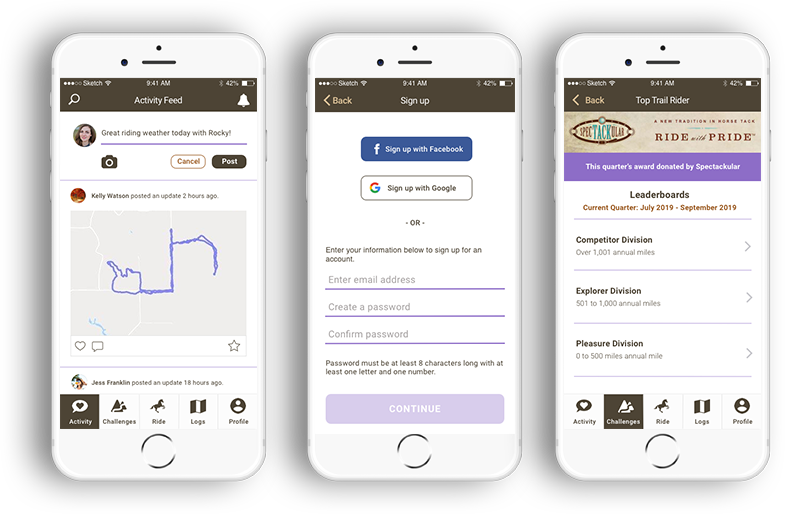 ●●●○○ Sketch 9:41 AM 42%
Activity Feed
Great riding weather today with Rocky!
Cancel Post
Kelly Watson posted an update 2 hours ago.
Jess Franklin posted an update 18 hours ago.
Activity Challenges Ride Logs Profile
●●●○○ Sketch 9:41 AM 42%
Back Sign up
f Sign up with Facebook
G Sign up with Google
- OR -
Enter your information below to sign up for an
account.
Enter email address
Create a password
Confirm password
Password must be at least 8 characters long with at
least one letter and one number.
CONTINUE
●●●○○ Sketch 9:41 AM 42%
Back Top Trail Rider
SPECTACKULAR
A NEW TRADITION IN HORSE TACK
RIDE with PRIDE™
This quarter's award donated by Spectackular
Leaderboards
Current Quarter: July 2019 - September 2019
Competitor Division
Over 1,001 annual miles
Explorer Division
501 to 1,000 annual miles
Pleasure Division
0 to 500 miles annual mile
Activity Challenges Ride Logs Profile